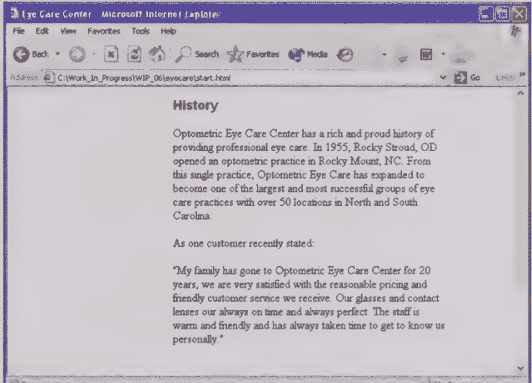 Eye Care Center - Microsoft Internet Explorer
File Edit View Favorites Tools Help
Back Search Favorites Media
Address C:\Work_In_Progress\WIP_06\eyecare\start.html Go Links »
History
Optometric Eye Care Center has a rich and proud history of
providing professional eye care. In 1955, Rocky Stroud, OD
opened an optometric practice in Rocky Mount, NC. From
this single practice, Optometric Eye Care has expanded to
become one of the largest and most successful groups of eye
care practices with over 50 locations in North and South
Carolina.
As one customer recently stated:
"My family has gone to Optometric Eye Care Center for 20
years, we are very satisfied with the reasonable pricing and
friendly customer service we receive. Our glasses and contact
lenses our always on time and always perfect. The staff is
warm and friendly and has always taken time to get to know us
personally."